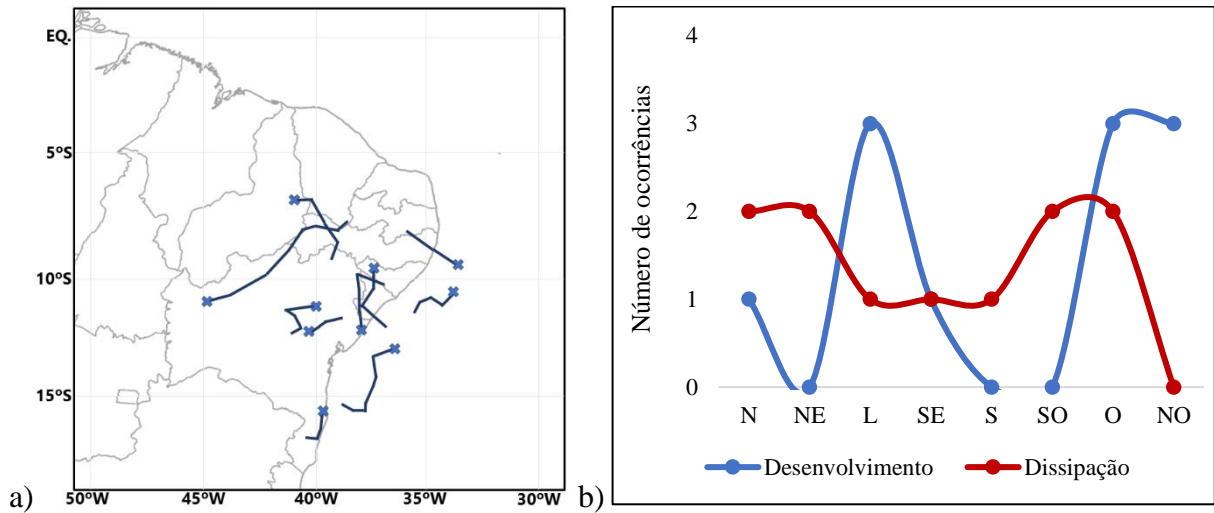 EQ.
5ºS
10ºS
15ºS
50ºW 45ºW 40ºW 35ºW 30ºW
a)
Número de ocorrências
4
3
2
1
0
N NE L SE S SO O NO
Desenvolvimento Dissipação
b)